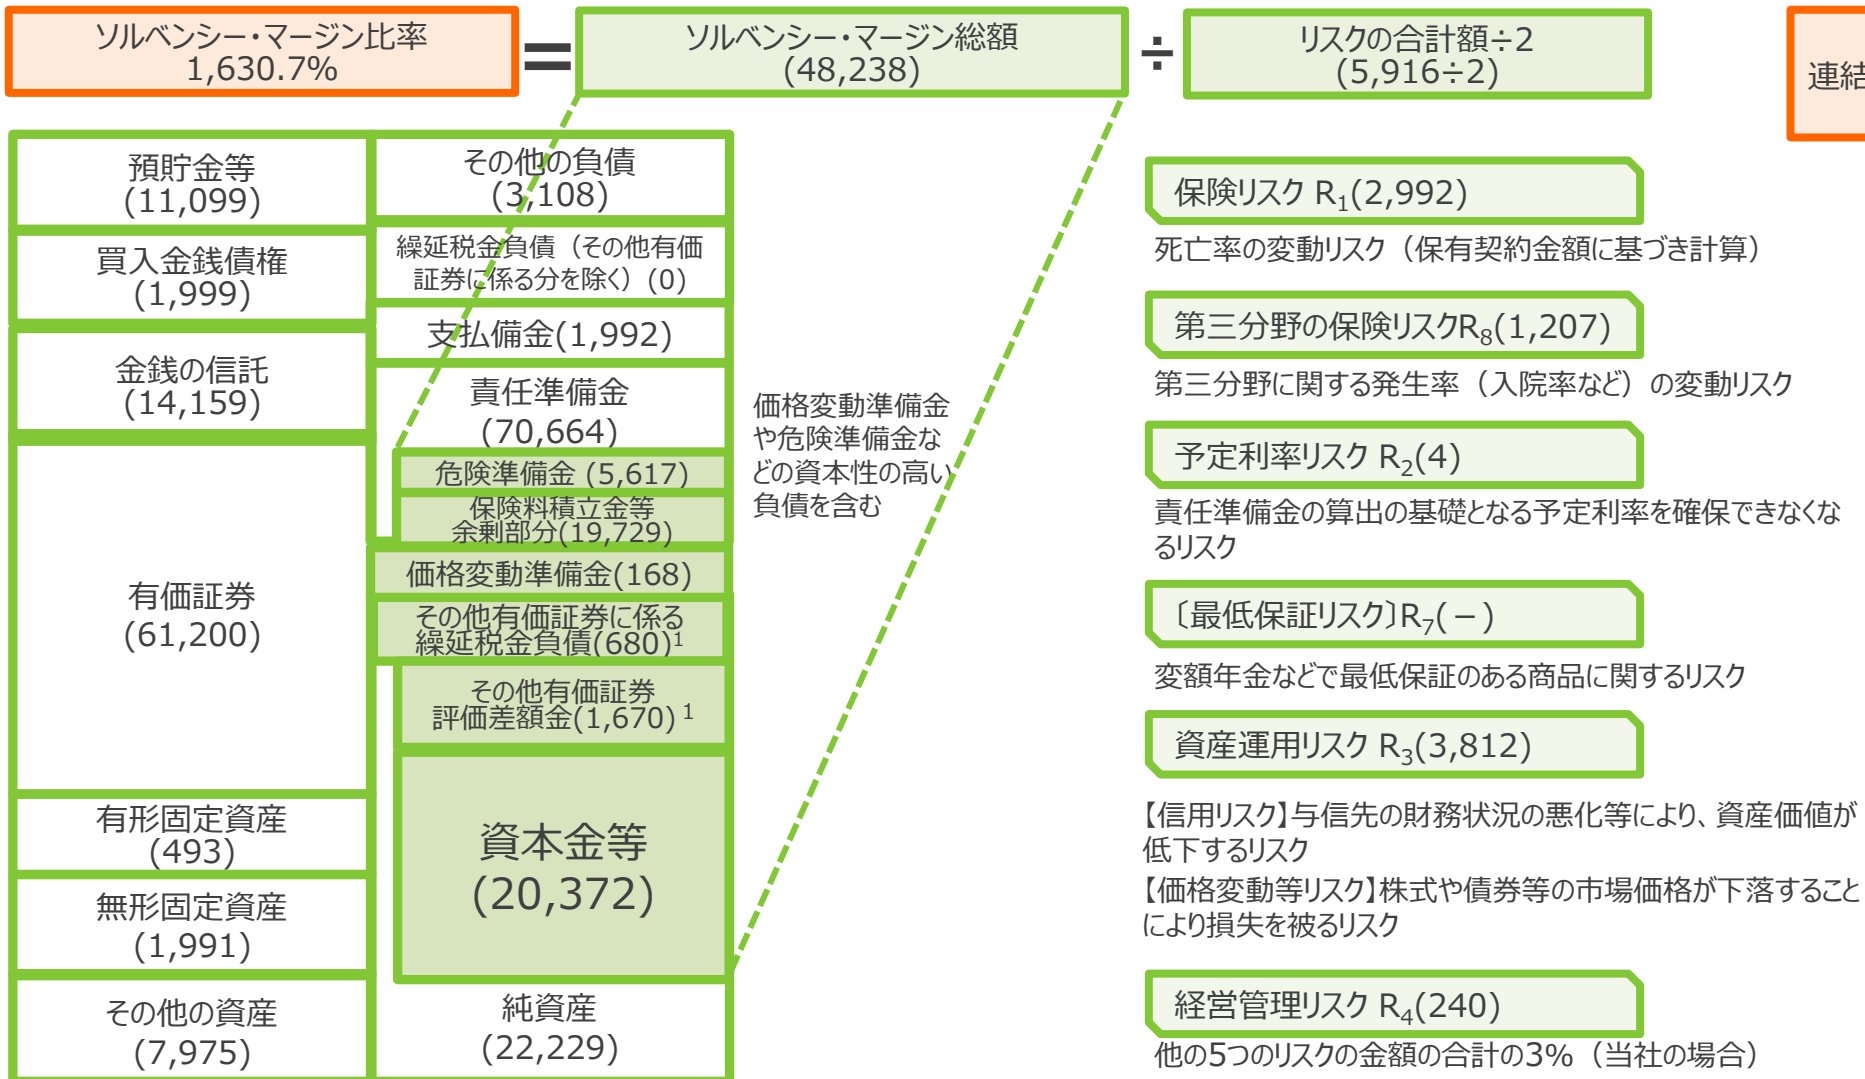 ソルベンシー・マージン比率
1,630.7%
=
ソルベンシー・マージン総額
(48,238)
÷
リスクの合計額÷2
(5,916÷2)
連結
預貯金等
(11,099)
買入金銭債権
(1,999)
金銭の信託
(14,159)
有価証券
(61,200)
有形固定資産
(493)
無形固定資産
(1,991)
その他の資産
(7,975)
その他の負債
(3,108)
繰延税金負債（その他有価
証券に係る分を除く）(0)
支払備金(1,992)
責任準備金
(70,664)
危険準備金 (5,617)
保険料積立金等
余剰部分(19,729)
価格変動準備金(168)
その他有価証券に係る
繰延税金負債(680)1
その他有価証券
評価差額金(1,670) 1
資本金等
(20,372)
純資産
(22,229)
価格変動準備金
や危険準備金な
どの資本性の高い
負債を含む
保険リスク R1(2,992)
死亡率の変動リスク（保有契約金額に基づき計算）
第三分野の保険リスクR8(1,207)
第三分野に関する発生率（入院率など）の変動リスク
予定利率リスク R2(4)
責任準備金の算出の基礎となる予定利率を確保できなくな
るリスク
〔最低保証リスク〕R7(－)
変額年金などで最低保証のある商品に関するリスク
資産運用リスク R3(3,812)
【信用リスク】与信先の財務状況の悪化等により、資産価値が
低下するリスク
【価格変動等リスク】株式や債券等の市場価格が下落すること
により損失を被るリスク
経営管理リスク R4(240)
他の5つのリスクの金額の合計の3%（当社の場合）